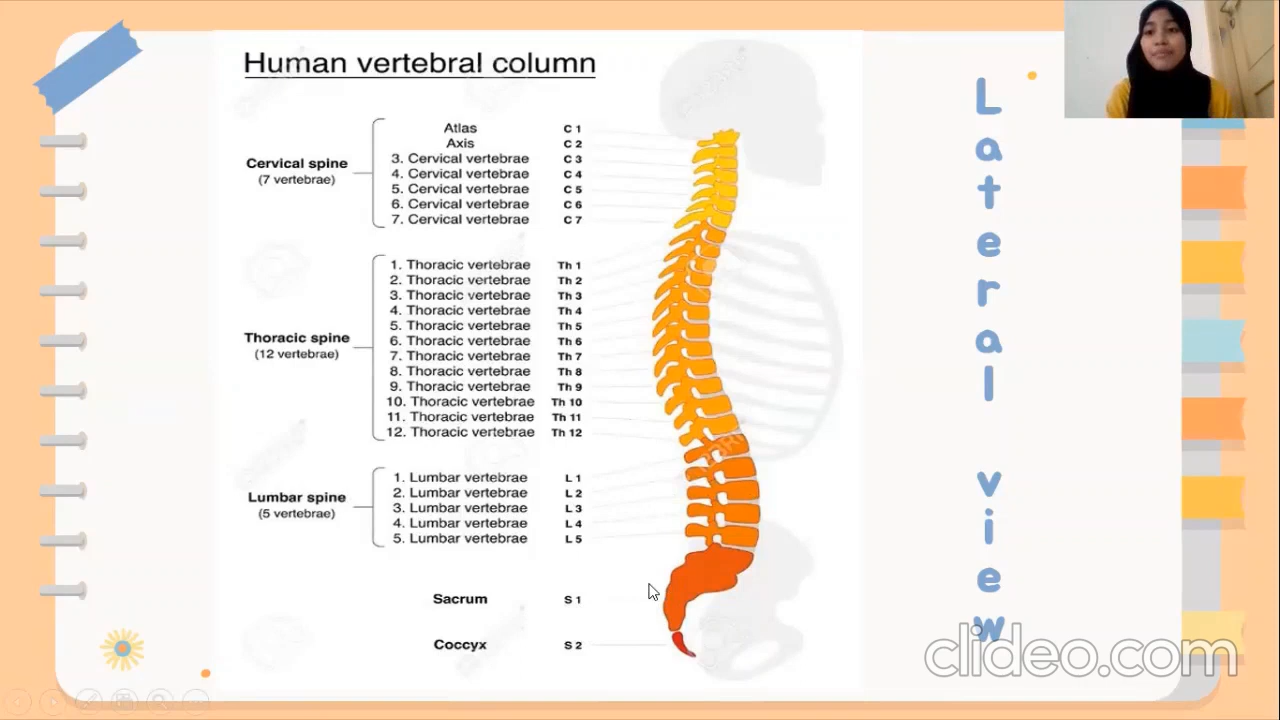 Human vertebral column
Cervical spine
(7 vertebrae)
Atlas C 1
Axis C 2
3. Cervical vertebrae C 3
4. Cervical vertebrae C 4
5. Cervical vertebrae C 5
6. Cervical vertebrae C 6
7. Cervical vertebrae C 7
Thoracic spine
(12 vertebrae)
1. Thoracic vertebrae Th 1
2. Thoracic vertebrae Th 2
3. Thoracic vertebrae Th 3
4. Thoracic vertebrae Th 4
5. Thoracic vertebrae Th 5
6. Thoracic vertebrae Th 6
7. Thoracic vertebrae Th 7
8. Thoracic vertebrae Th 8
9. Thoracic vertebrae Th 9
10. Thoracic vertebrae Th 10
11. Thoracic vertebrae Th 11
12. Thoracic vertebrae Th 12
Lumbar spine
(5 vertebrae)
1. Lumbar vertebrae L 1
2. Lumbar vertebrae L 2
3. Lumbar vertebrae L 3
4. Lumbar vertebrae L 4
5. Lumbar vertebrae L 5
Sacrum S 1
Coccyx S 2
Lateral view
clideo.com